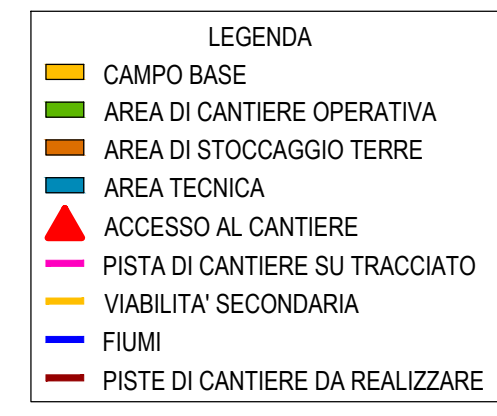 LEGENDA
CAMPO BASE
AREA DI CANTIERE OPERATIVA
AREA DI STOCCAGGIO TERRE
AREA TECNICA
ACCESSO AL CANTIERE
PISTA DI CANTIERE SU TRACCIATO
VIABILITA' SECONDARIA
FIUMI
PISTE DI CANTIERE DA REALIZZARE